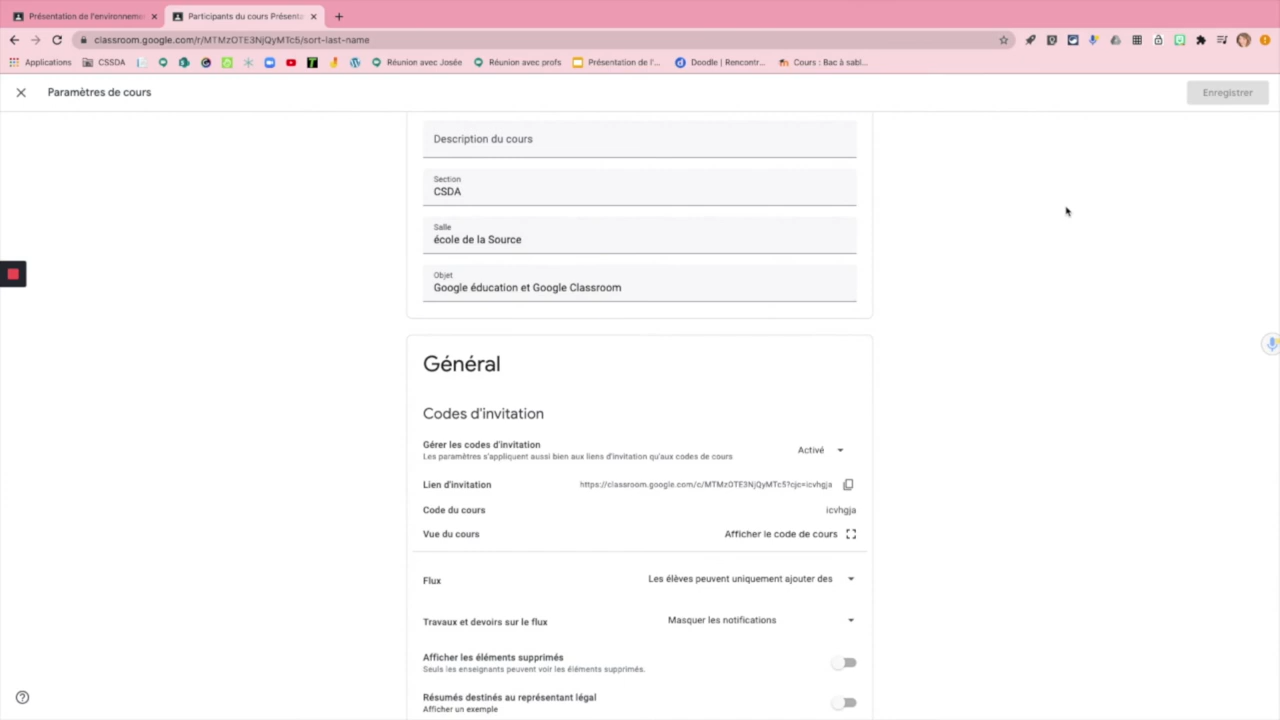 Présentation de l'environneme
Participants du cours Présenta
classroom.google.com/r/MTMzOTE3NjQyMTc5/sort-last-name
Applications
CSSDA
Réunion avec Josée
Réunion avec profs
Présentation de l'...
Doodle | Rencontr...
Cours : Bac à sabl...
Paramètres de cours
Enregistrer
Description du cours
Section
CSDA
Salle
école de la Source
Objet
Google éducation et Google Classroom
Général
Codes d'invitation
Gérer les codes d'invitation
Les paramètres s'appliquent aussi bien aux liens d'invitation qu'aux codes de cours
Activé
Lien d'invitation
https://classroom.google.com/c/MTMzOTE3NjQyMTc5?cjc=icvhgja
Code du cours
icvhgja
Vue du cours
Afficher le code de cours
Flux
Les élèves peuvent uniquement ajouter des
Travaux et devoirs sur le flux
Masquer les notifications
Afficher les éléments supprimés
Seuls les enseignants peuvent voir les éléments supprimés.
Résumés destinés au représentant légal
Afficher un exemple